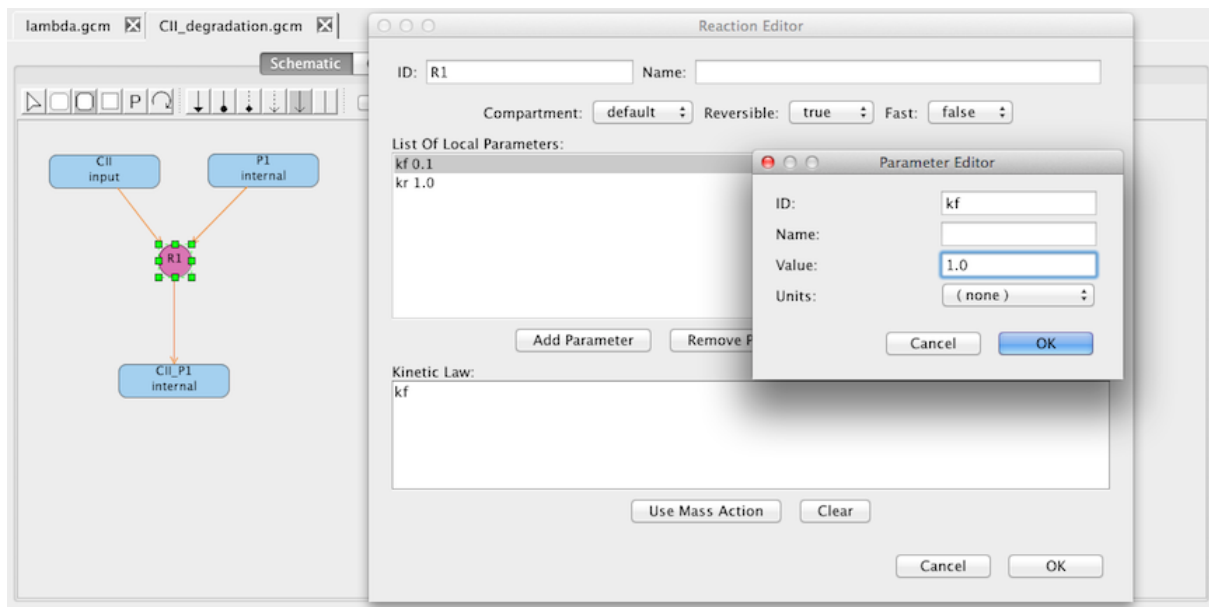 lambda.gcm CII_degradation.gcm
Reaction Editor
Schematic
P
ID: R1 Name:
Compartment: default Reversible: true Fast: false
List Of Local Parameters:
kf 0.1
kr 1.0
Parameter Editor
ID: kf
Name:
Value: 1.0
Units: ( none )
Cancel OK
CII
input
P1
internal
R1
CII_P1
internal
Add Parameter Remove P
Kinetic Law:
kf
Use Mass Action Clear
Cancel OK